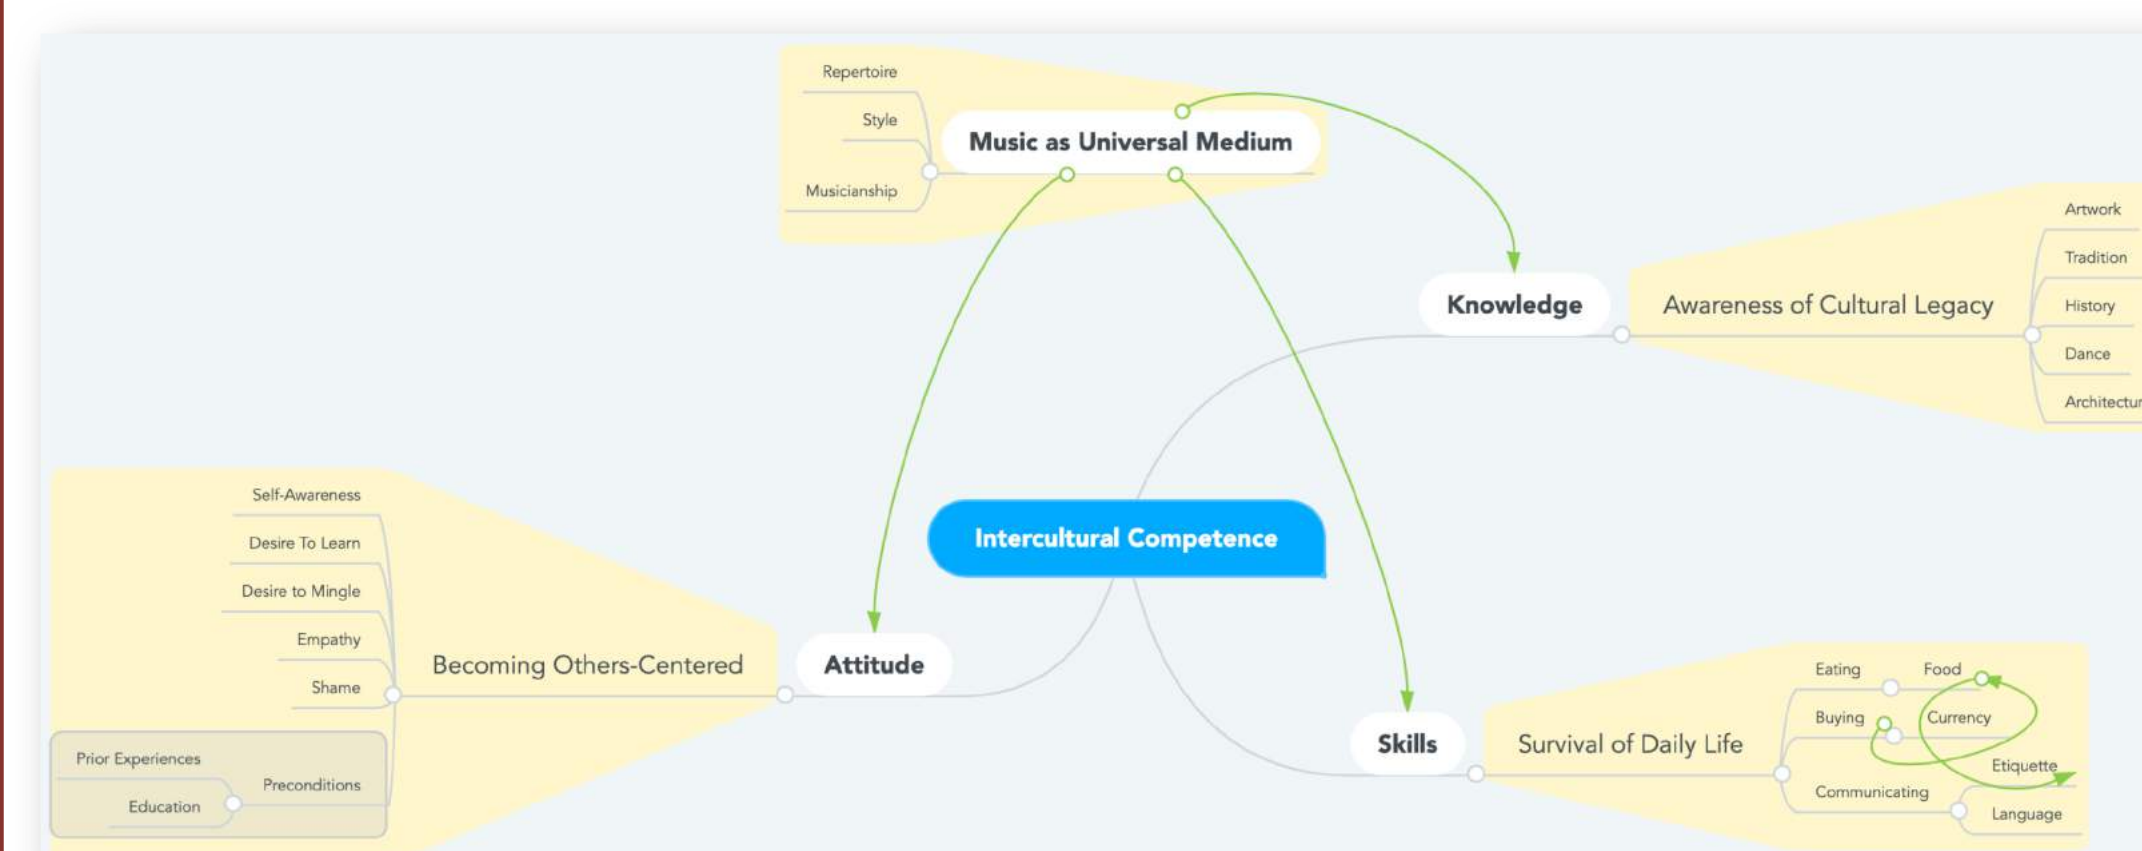 Repertoire
Style
Musicianship
Music as Universal Medium
Knowledge
Awareness of Cultural Legacy
Artwork
Tradition
History
Dance
Architectur
Intercultural Competence
Self-Awareness
Desire To Learn
Desire to Mingle
Empathy
Shame
Prior Experiences
Education
Preconditions
Becoming Others-Centered
Attitude
Skills
Survival of Daily Life
Eating
Food
Buying
Currency
Communicating
Etiquette
Language